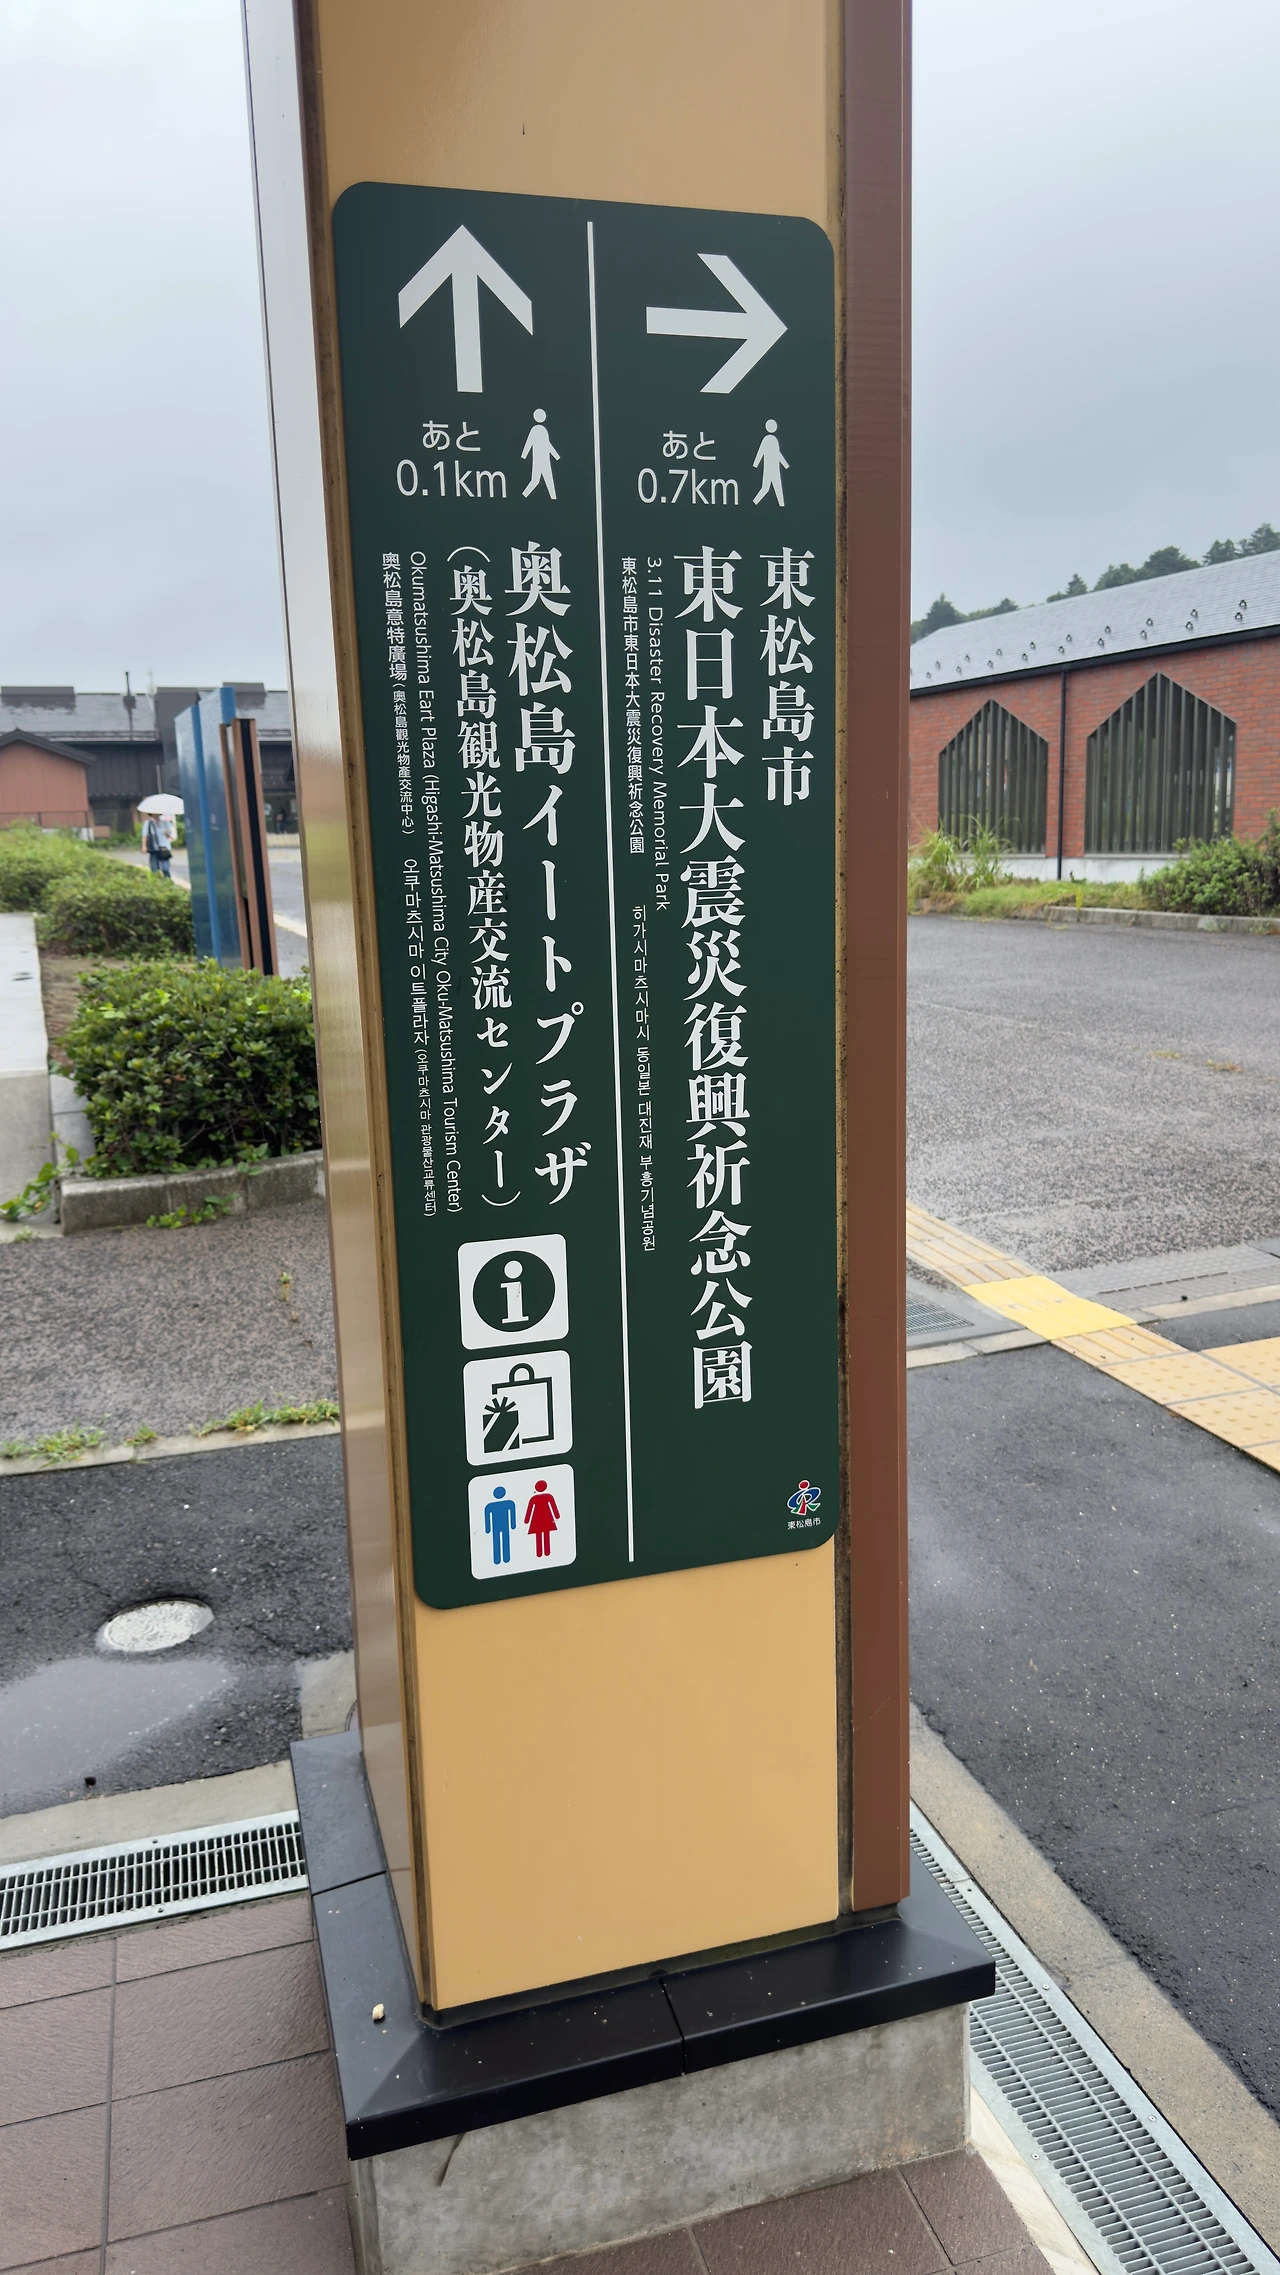 あと
0.1km
奥松島イートプラザ
(奥松島観光物産交流センター)
Okumatsushima Eart Plaza (Higashi-Matsushima City Oku-Matsushima Tourism Center)
奧松島意特廣場(奧松島觀光物產交流中心) 오쿠마츠시마 이트플라자 (오쿠마츠시마 관광물산교류센터)
あと
0.7km
東松島市
東日本大震災復興祈念公園
3.11 Disaster Recovery Memorial Park
東松島市東日本大震災復興祈念公園 히가시마츠시마시 동일본 대진재 부흥기념공원
東松島市